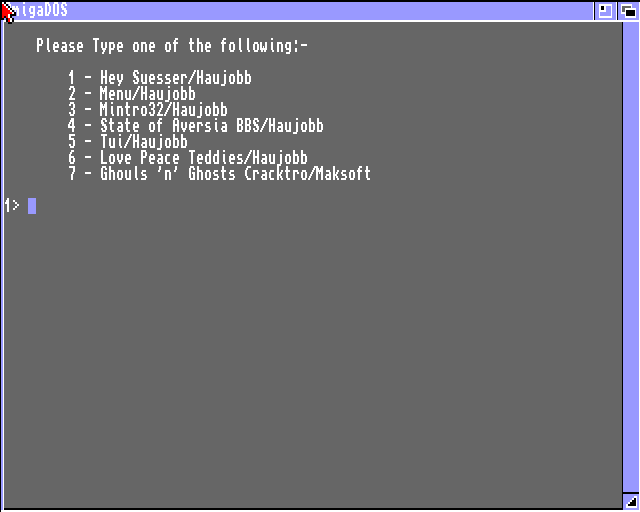 migaDOS
Please Type one of the following:-
1 - Hey Suesser/Haujobb
2 - Menu/Haujobb
3 - Mintro32/Haujobb
4 - State of Aversia BBS/Haujobb
5 - Tui/Haujobb
6 - Love Peace Teddies/Haujobb
7 - Ghouls 'n' Ghosts Cracktro/Maksoft
1>